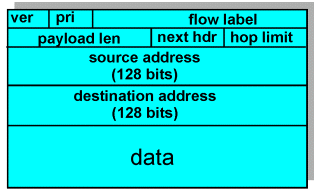 ver pri flow label
payload len next hdr hop limit
source address
(128 bits)
destination address
(128 bits)
data